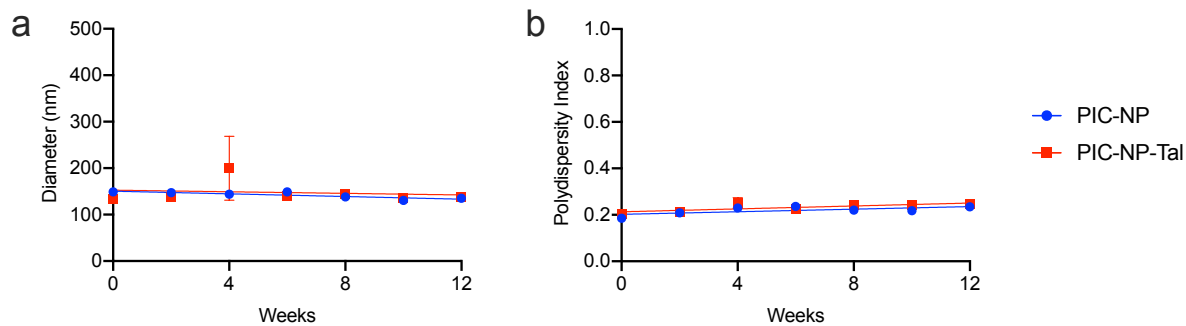 a
500
400
300
200
100
0
Diameter (nm)
0 4 8 12
Weeks
b
1.0
0.8
0.6
0.4
0.2
0.0
Polydispersity Index
0 4 8 12
Weeks
PIC-NP
PIC-NP-Tal